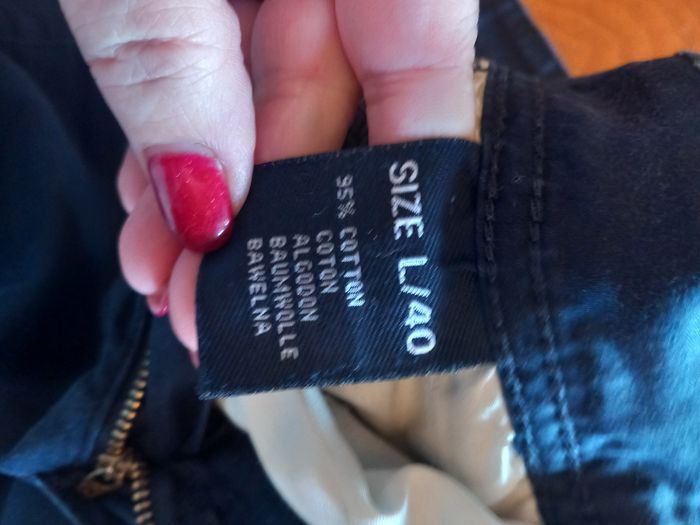 SIZE L/40
95% COTTON
COTON
ALGODON
BAUMWOLLE
BAWELNA